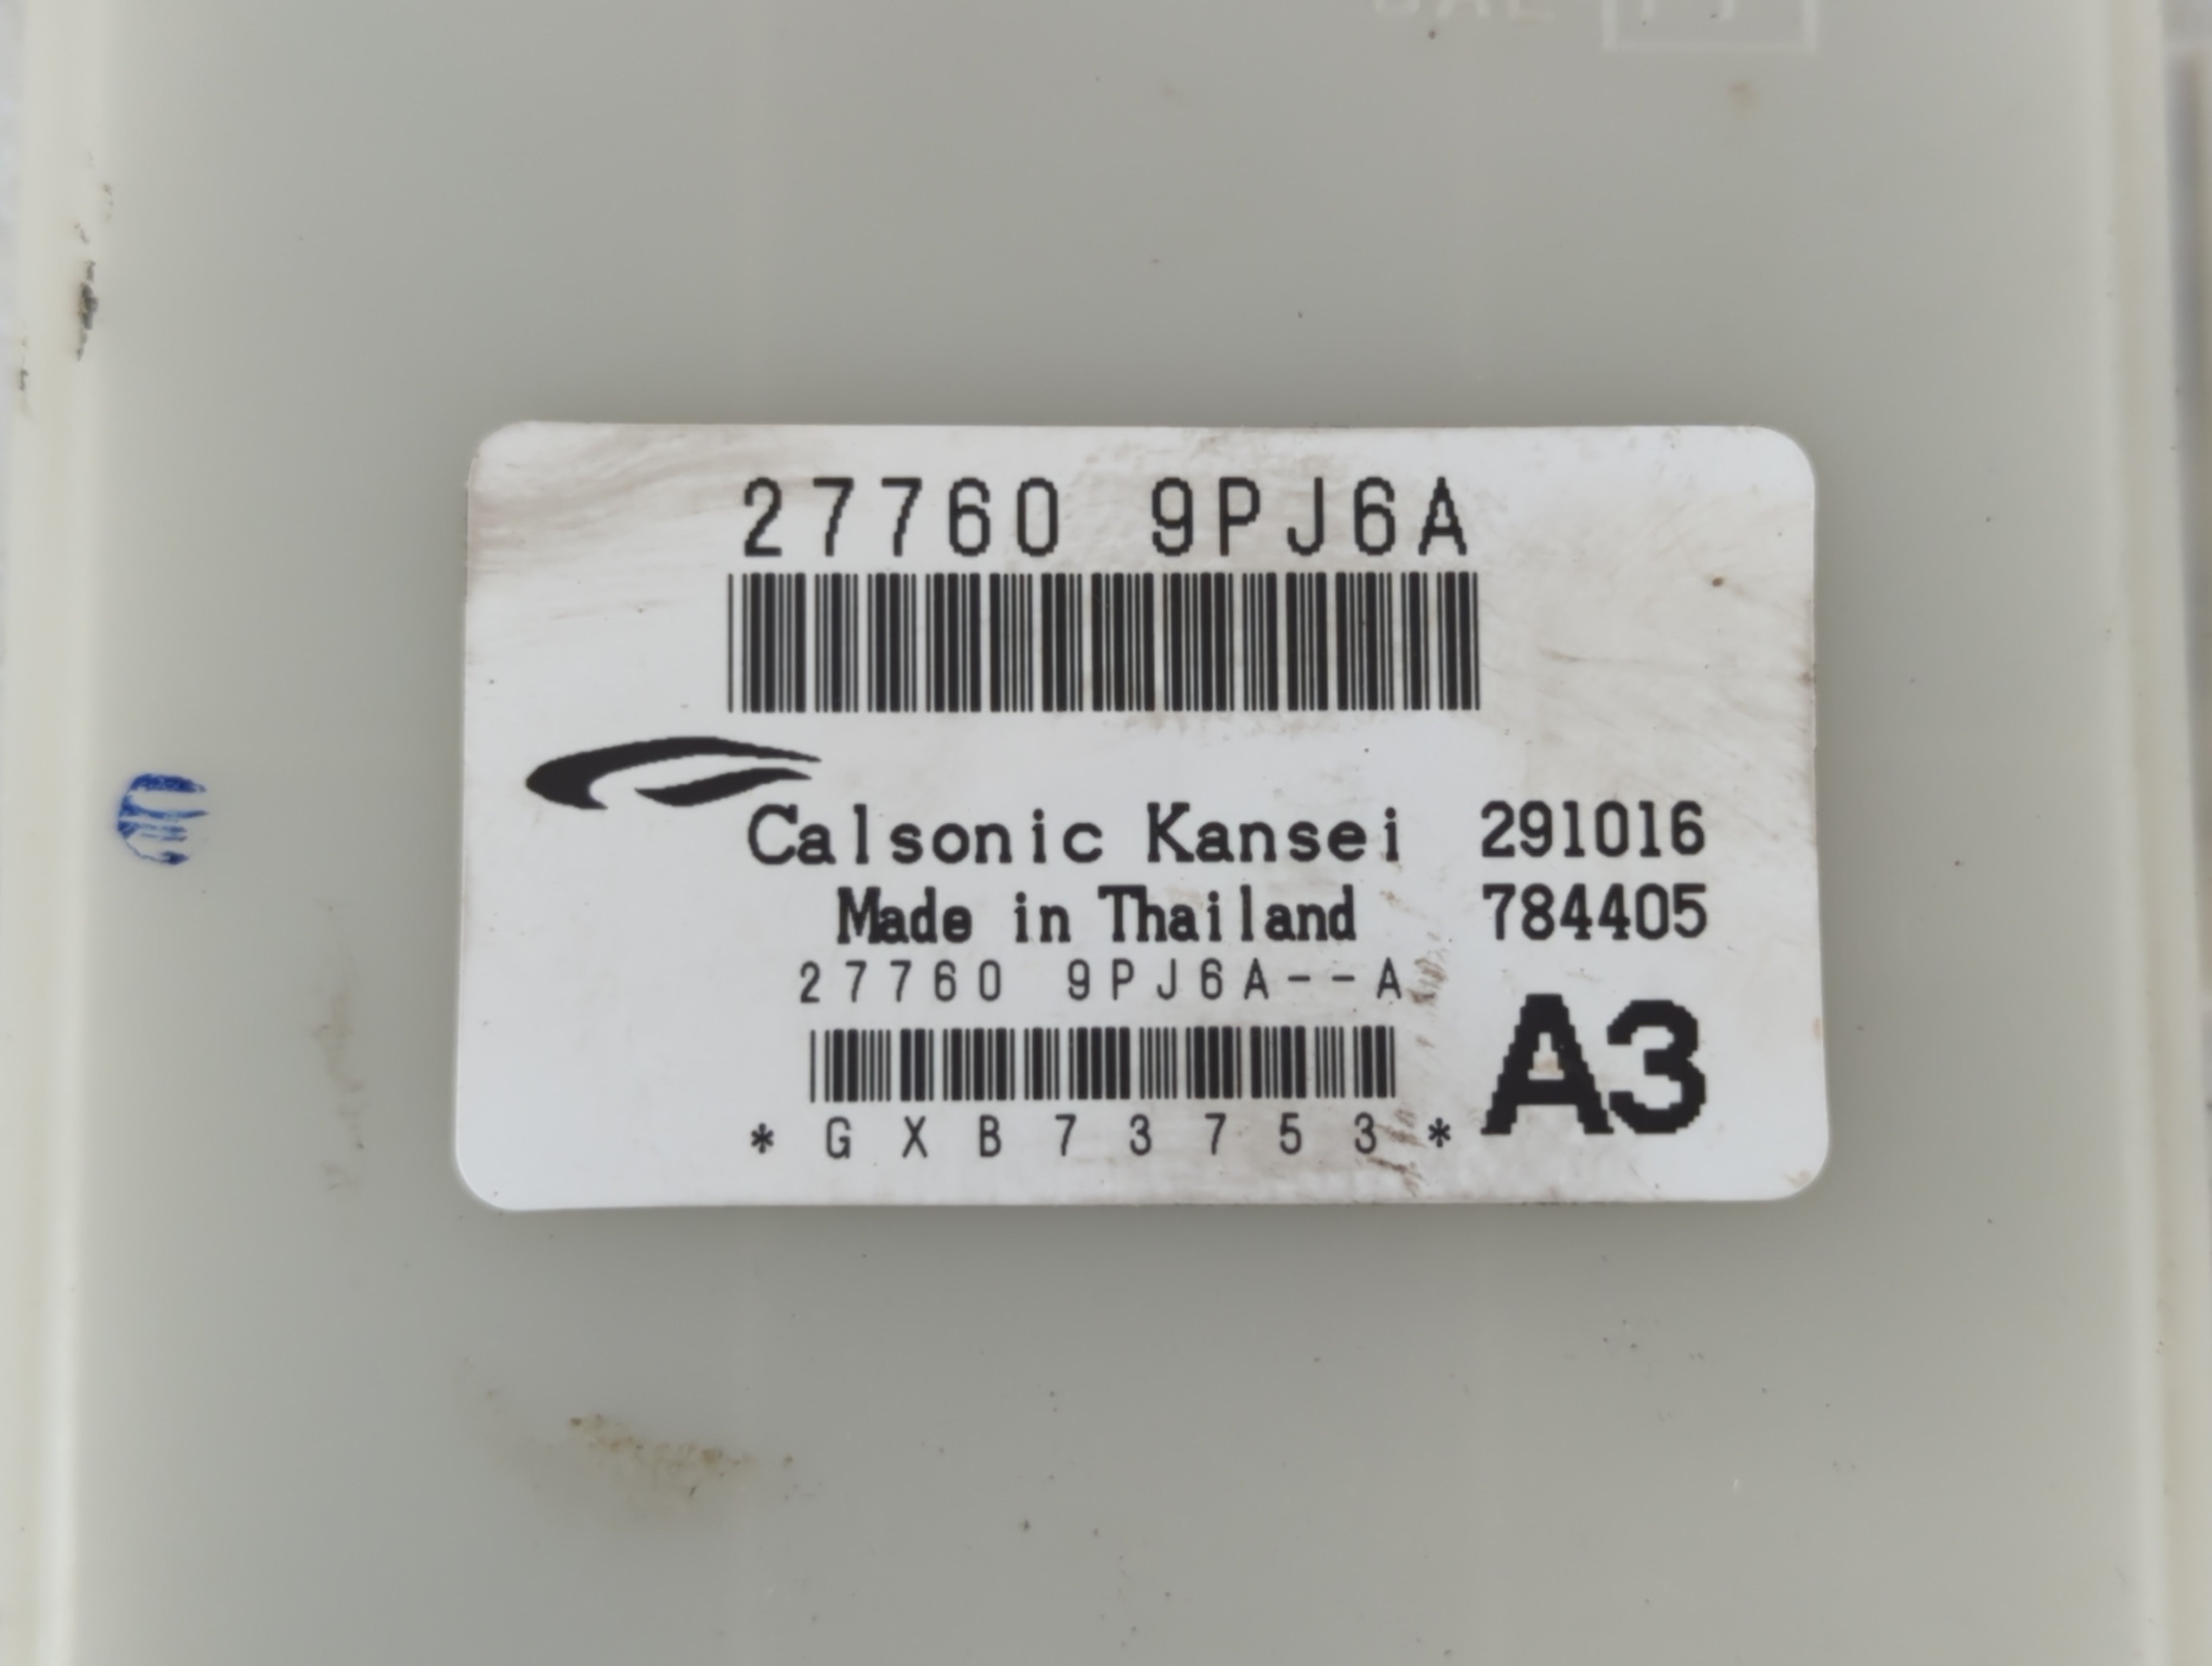 27760 9PJ6A
Calsonic Kansei 291016
Made in Thailand 784405
27760 9PJ6A--A
A3
*GXB73753*